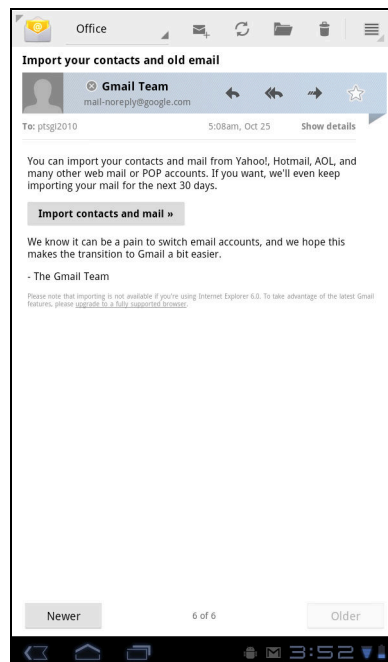 Office
Import your contacts and old email
Gmail Team
mail-noreply@google.com
To: ptsgi2010 5:08am, Oct 25 Show details
You can import your contacts and mail from Yahoo!, Hotmail, AOL, and
many other web mail or POP accounts. If you want, we'll even keep
importing your mail for the next 30 days.
Import contacts and mail »
We know it can be a pain to switch email accounts, and we hope this
makes the transition to Gmail a bit easier.
- The Gmail Team
Please note that importing is not available if you're using Internet Explorer 6.0. To take advantage of the latest Gmail
features, please upgrade to a fully supported browser.
Newer 6 of 6 Older
3:52